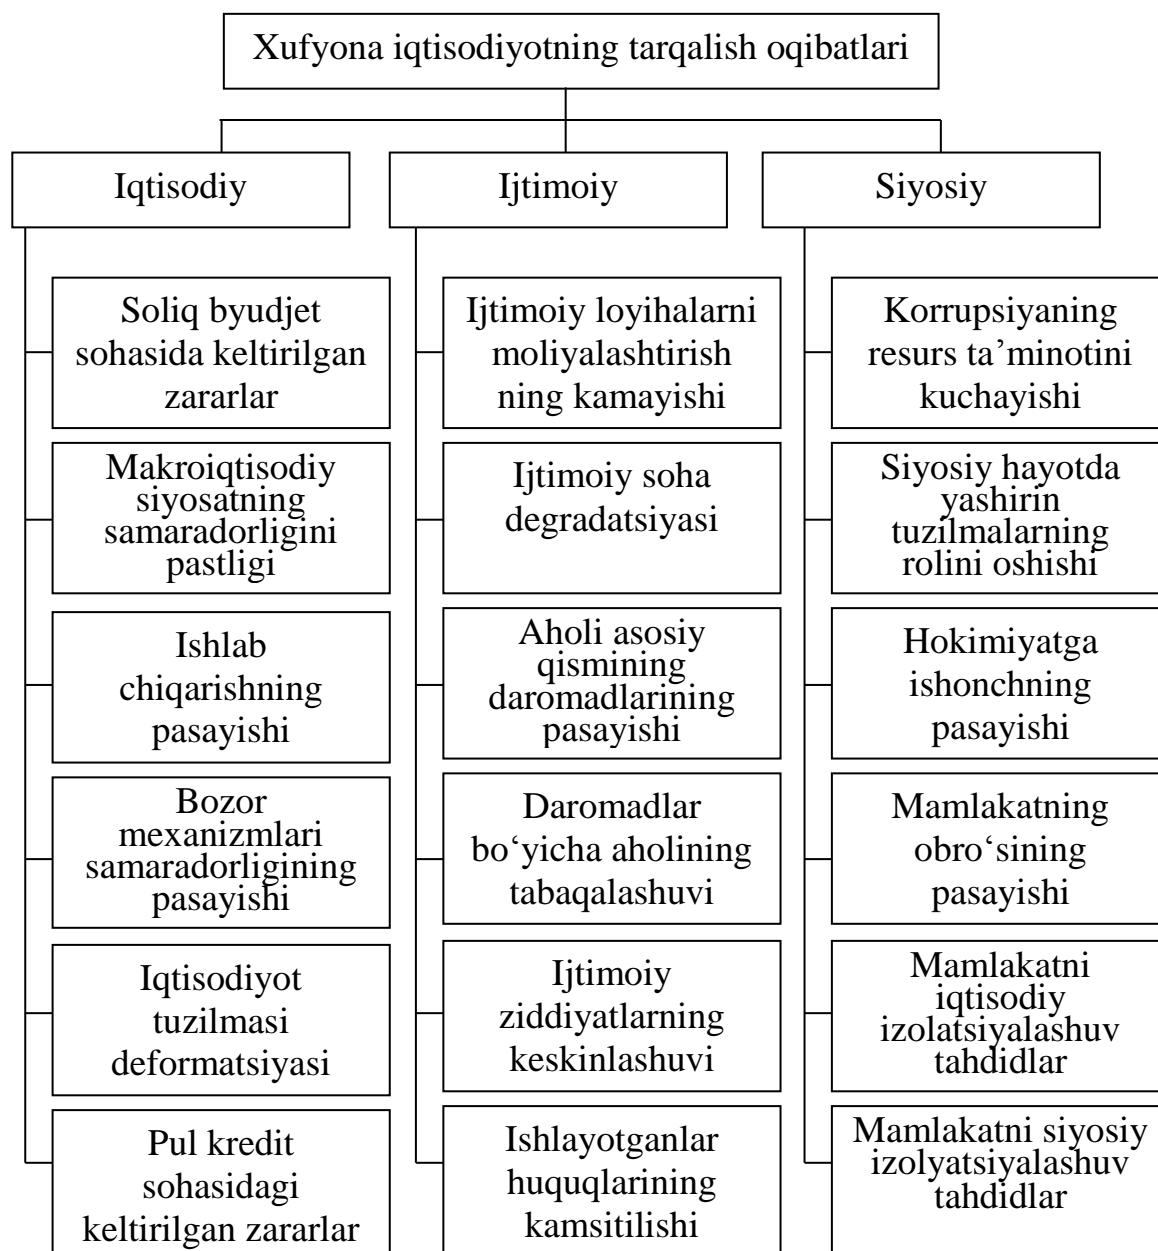 Xufyona iqtisodiyotning tarqalish oqibatlari
Iqtisodiy
Soliq byudjet
sohasida keltirilgan
zararlar
Makroiqtisodiy
siyosatning
samaradorligini
pastligi
Ishlab
chiqarishning
pasayishi
Bozor
mexanizmlari
samaradorligining
pasayishi
Iqtisodiyot
tuzilmasi
deformatsiyasi
Pul kredit
sohasidagi
keltirilgan zararlar
Ijtimoiy
Ijtimoiy loyihalarni
moliyalashtirish
ning kamayishi
Ijtimoiy soha
degradatsiyasi
Aholi asosiy
qismining
daromadlarining
pasayishi
Daromadlar
bo‘yicha aholining
tabaqalashuvi
Ijtimoiy
ziddiyatlarning
keskinlashuvi
Ishlayotganlar
huquqlarining
kamsitilishi
Siyosiy
Korrupsiyaning
resurs ta’minotini
kuchayishi
Siyosiy hayotda
yashirin
tuzilmalarning
rolini oshishi
Hokimiyatga
ishonchning
pasayishi
Mamlakatning
obro‘sining
pasayishi
Mamlakatni
iqtisodiy
izolatsiyalashuv
tahdidlar
Mamlakatni siyosiy
izolyatsiyalashuv
tahdidlar